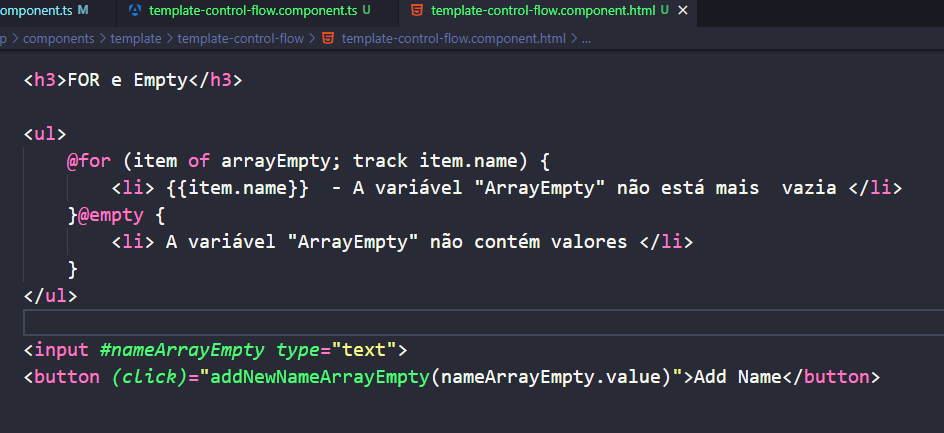 omponent.ts M template-control-flow.component.ts U template-control-flow.component.html U
p > components > template > template-control-flow > template-control-flow.component.html > ...
<h3>FOR e Empty</h3>
<ul>
@for (item of arrayEmpty; track item.name) {
<li> {{item.name}}  - A variável "ArrayEmpty" não está mais  vazia </li>
}@empty {
<li> A variável "ArrayEmpty" não contém valores </li>
}
</ul>
<input #nameArrayEmpty type="text">
<button (click)="addNewNameArrayEmpty(nameArrayEmpty.value)">Add Name</button>